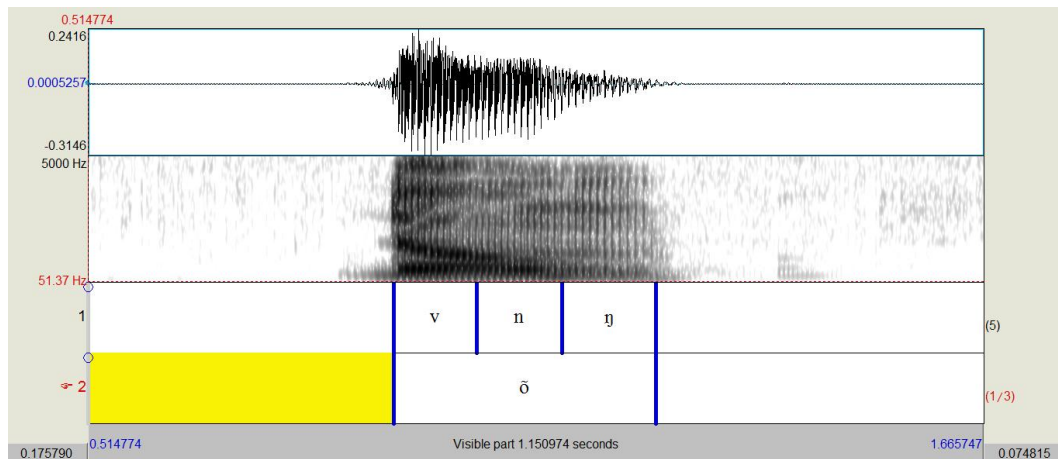 0.514774
0.2416
0.0005257
-0.3146
5000 Hz
51.37 Hz
1 v n ŋ (5)
☞ 2 õ (1/3)
0.514774 Visible part 1.150974 seconds 1.665747
0.175790 0.074815